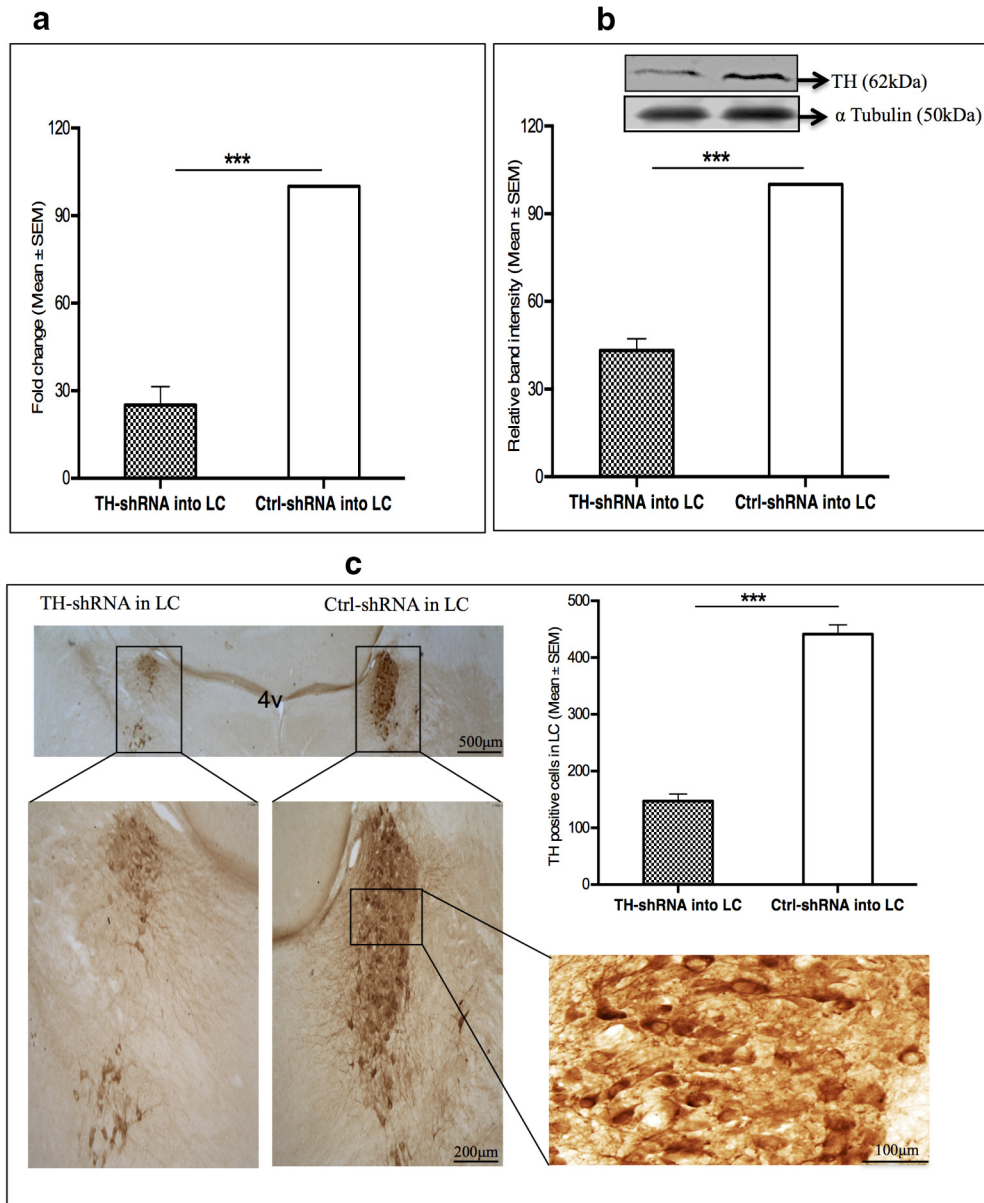 a
120
90
60
30
0
Fold change (Mean ± SEM)
***
TH-shRNA into LC
Ctrl-shRNA into LC
b
TH (62kDa)
α Tubulin (50kDa)
120
90
60
30
0
Relative band intensity (Mean ± SEM)
***
TH-shRNA into LC
Ctrl-shRNA into LC
c
TH-shRNA in LC
Ctrl-shRNA in LC
4v
500μm
200μm
500
400
300
200
100
0
TH positive cells in LC (Mean ± SEM)
***
TH-shRNA into LC
Ctrl-shRNA into LC
100μm